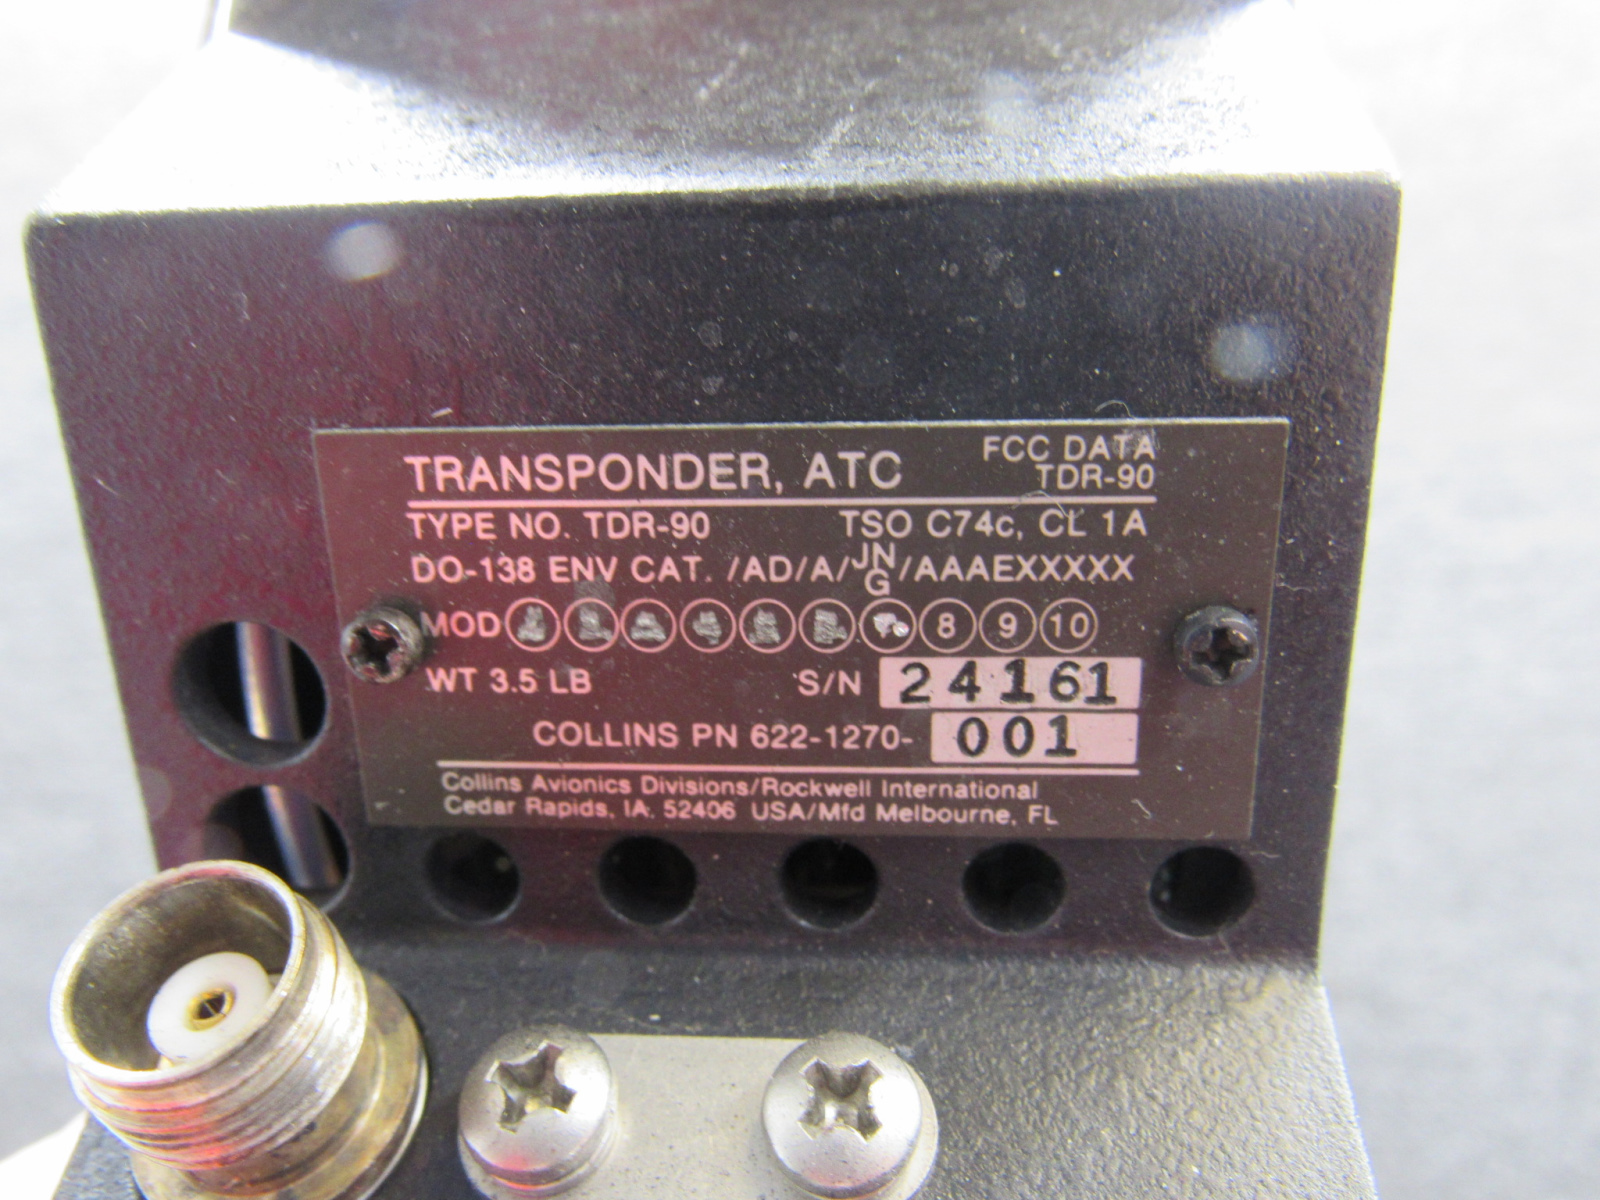 TRANSPONDER, ATC
FCC DATA
TDR-90
TYPE NO. TDR-90 TSO C74c, CL 1A
DO-138 ENV CAT. /AD/A/JN/G/AAAEXXXXX
MOD 8 9 10
WT 3.5 LB S/N 24161
COLLINS PN 622-1270-001
Collins Avionics Divisions/Rockwell International
Cedar Rapids, IA. 52406 USA/Mfd Melbourne, FL